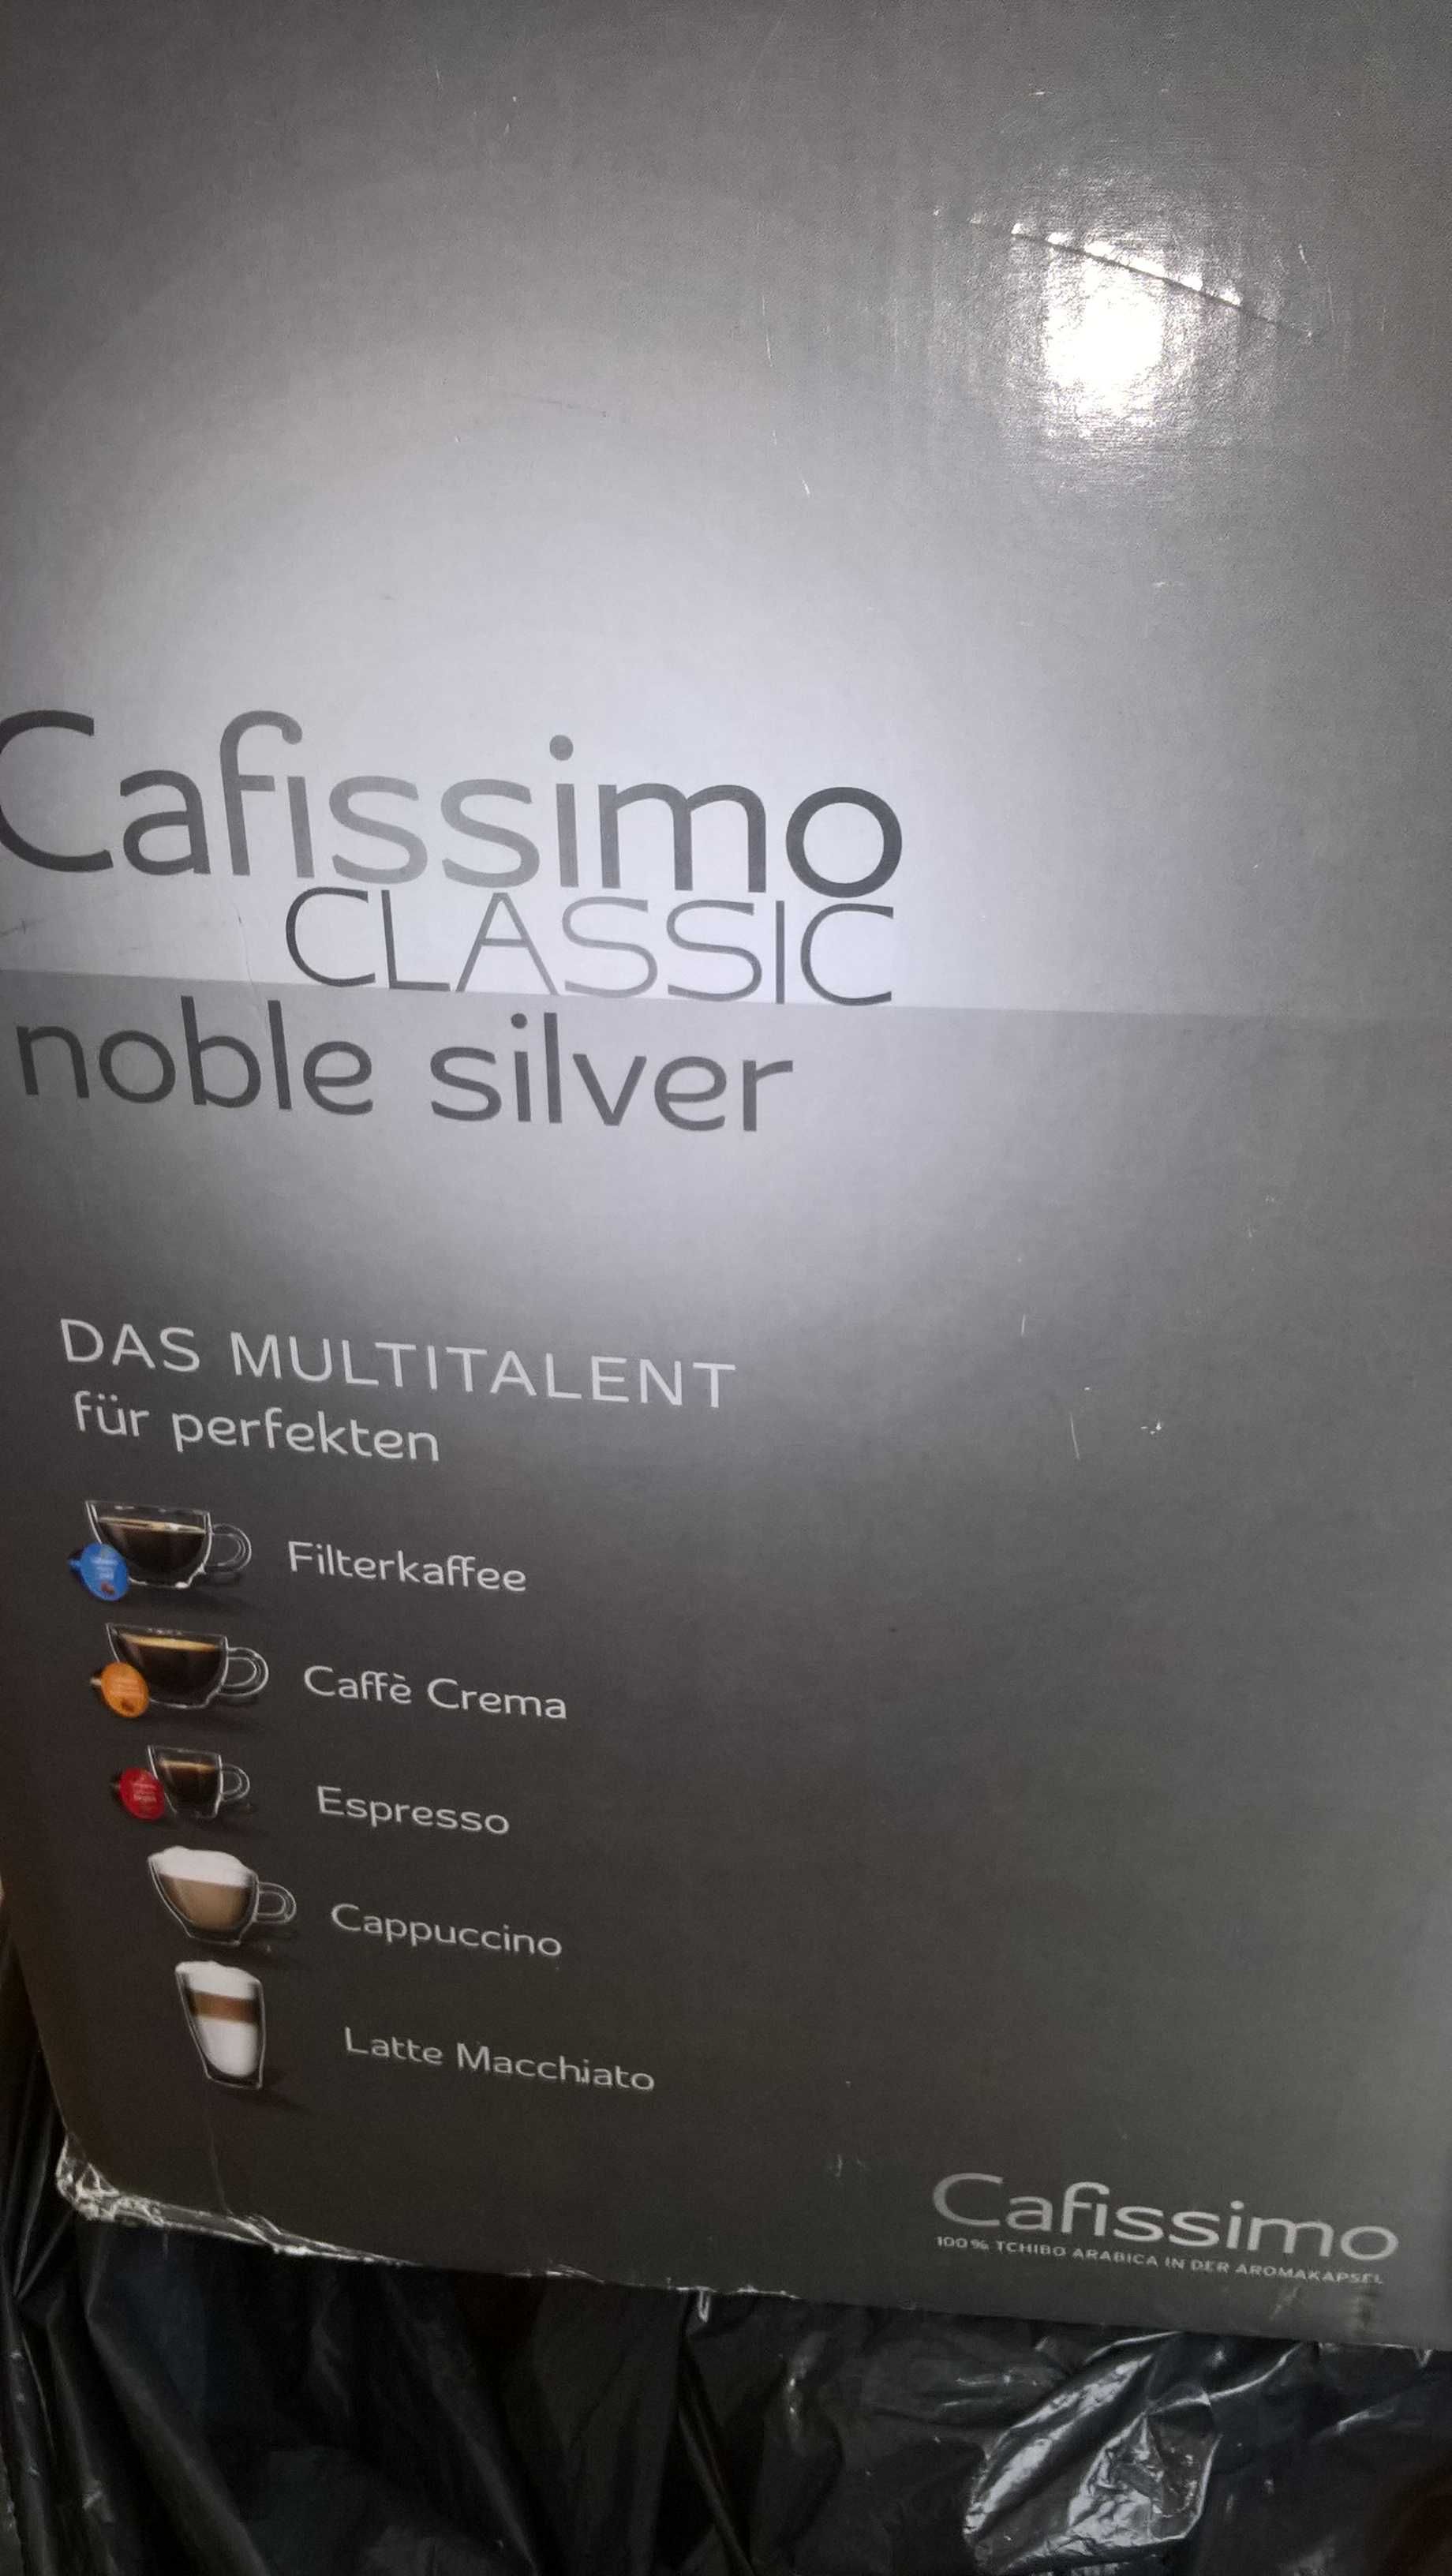 Cafissimo
CLASSIC
noble silver
DAS MULTITALENT
für perfekten
Filterkaffee
Caffè Crema
Espresso
Cappuccino
Latte Macchiato
Cafissimo
100% TCHIBO ARABICA IN DER AROMAKAPSEL